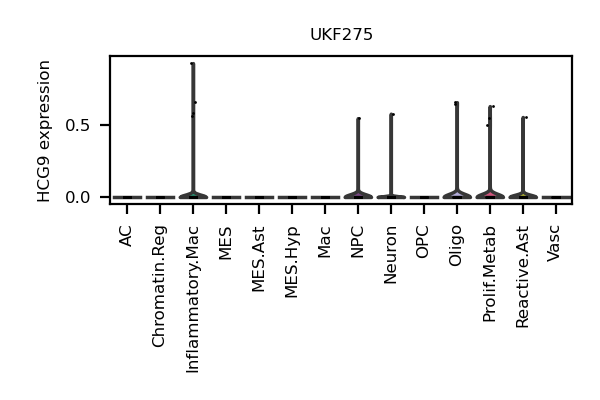 UKF275
HCG9 expression
0.5
0.0
AC
Chromatin.Reg
Inflammatory.Mac
MES
MES.Ast
MES.Hyp
Mac
NPC
Neuron
OPC
Oligo
Prolif.Metab
Reactive.Ast
Vasc